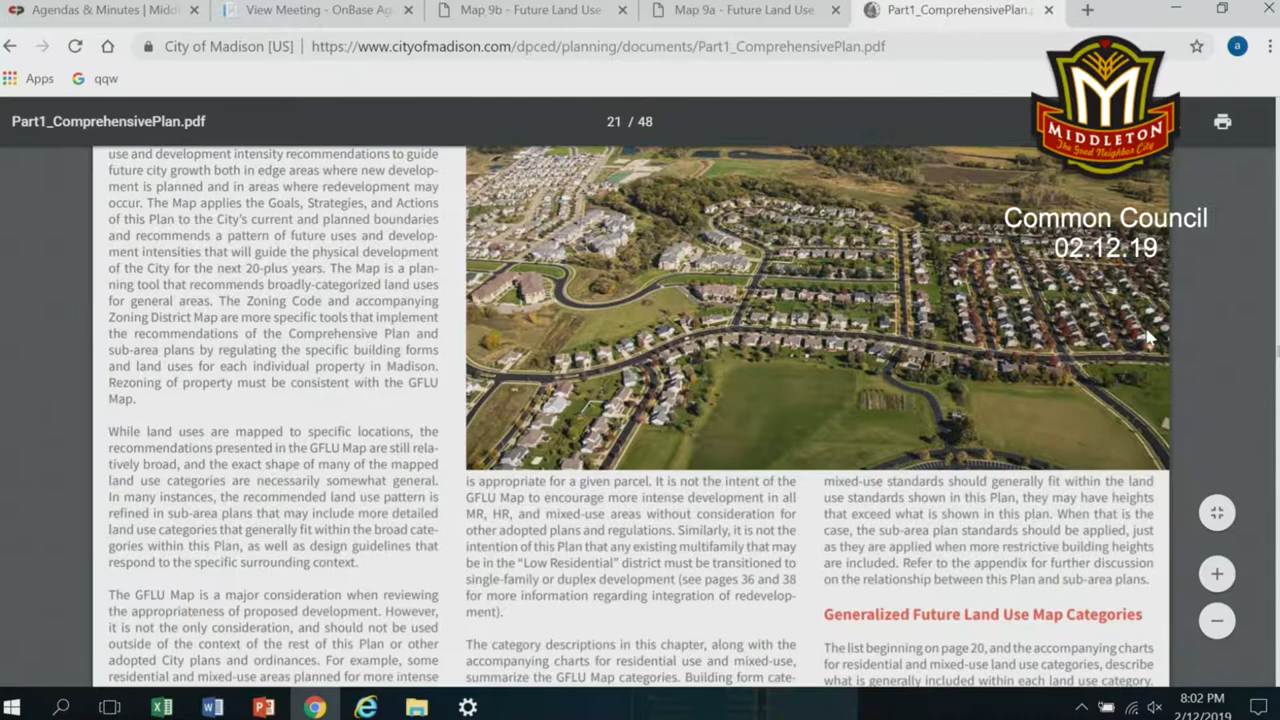 Agendas & Minutes | Midd
View Meeting - OnBase Ag
Map 9b - Future Land Use
Map 9a - Future Land Use
Part1_ComprehensivePlan.
City of Madison [US]
https://www.cityofmadison.com/dpced/planning/documents/Part1_ComprehensivePlan.pdf
a
Apps
qqw
Part1_ComprehensivePlan.pdf
21 / 48
M
MIDDLETON
The Good Neighbor City
Common Council
02.12.19
use and development intensity recommendations to guide
future city growth both in edge areas where new develop-
ment is planned and in areas where redevelopment may
occur. The Map applies the Goals, Strategies, and Actions
of this Plan to the City's current and planned boundaries
and recommends a pattern of future uses and develop-
ment intensities that will guide the physical development
of the City for the next 20-plus years. The Map is a plan-
ning tool that recommends broadly-categorized land uses
for general areas. The Zoning Code and accompanying
Zoning District Map are more specific tools that implement
the recommendations of the Comprehensive Plan and
sub-area plans by regulating the specific building forms
and land uses for each individual property in Madison.
Rezoning of property must be consistent with the GFLU
Map.
While land uses are mapped to specific locations, the
recommendations presented in the GFLU Map are still rela-
tively broad, and the exact shape of many of the mapped
land use categories are necessarily somewhat general.
In many instances, the recommended land use pattern is
refined in sub-area plans that may include more detailed
land use categories that generally fit within the broad cate-
gories within this Plan, as well as design guidelines that
respond to the specific surrounding context.
The GFLU Map is a major consideration when reviewing
the appropriateness of proposed development. However,
it is not the only consideration, and should not be used
outside of the context of the rest of this Plan or other
adopted City plans and ordinances. For example, some
residential and mixed-use areas planned for more intense
is appropriate for a given parcel. It is not the intent of the
GFLU Map to encourage more intense development in all
MR, HR, and mixed-use areas without consideration for
other adopted plans and regulations. Similarly, it is not the
intention of this Plan that any existing multifamily that may
be in the “Low Residential” district must be transitioned to
single-family or duplex development (see pages 36 and 38
for more information regarding integration of redevelop-
ment).
The category descriptions in this chapter, along with the
accompanying charts for residential use and mixed-use,
summarize the GFLU Map categories. Building form cate-
mixed-use standards should generally fit within the land
use standards shown in this Plan, they may have heights
that exceed what is shown in this plan. When that is the
case, the sub-area plan standards should be applied, just
as they are applied when more restrictive building heights
are included. Refer to the appendix for further discussion
on the relationship between this Plan and sub-area plans.
Generalized Future Land Use Map Categories
The list beginning on page 20, and the accompanying charts
for residential and mixed-use land use categories, describe
what is generally included within each land use category.
8:02 PM
2/12/2019